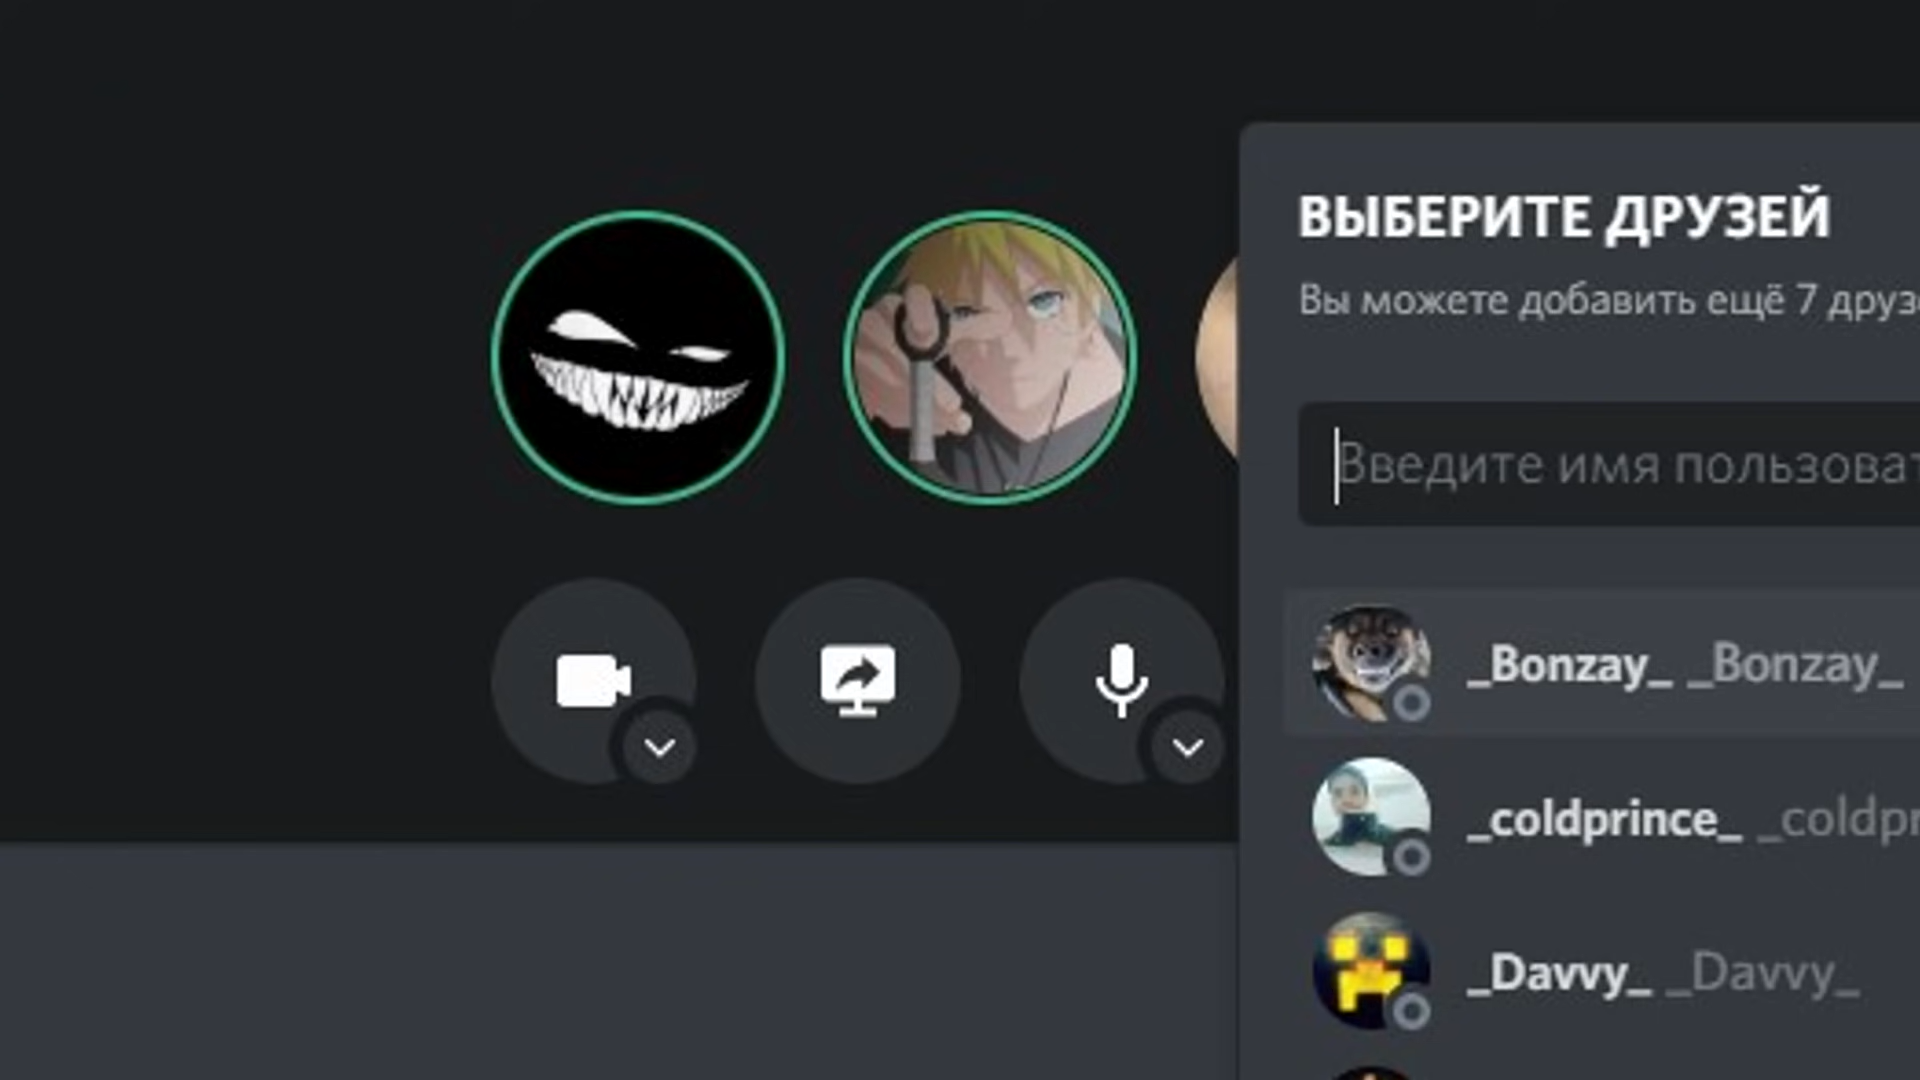 ВЫБЕРИТЕ ДРУЗЕЙ
Вы можете добавить ещё 7
Введите имя
_Bonzay_ _Bonzay_
_coldprince_
_Davvy_ _Davvy_